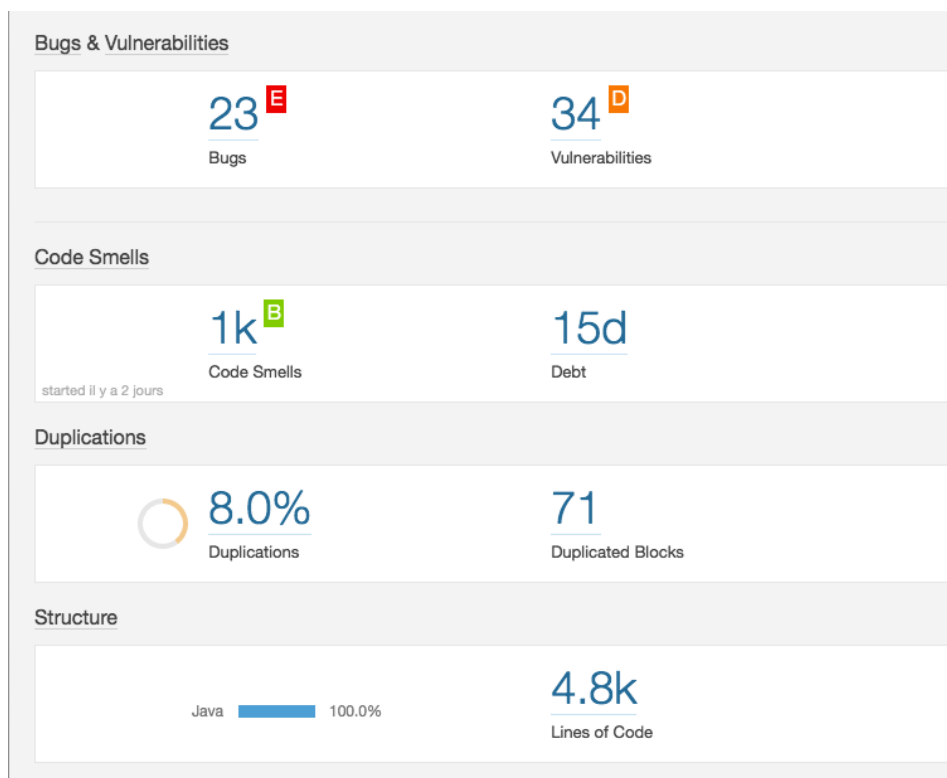 Bugs & Vulnerabilities
23 E
34 D
Bugs
Vulnerabilities
Code Smells
1k B
15d
Code Smells
Debt
started il y a 2 jours
Duplications
8.0%
71
Duplications
Duplicated Blocks
Structure
Java 100.0%
4.8k
Lines of Code